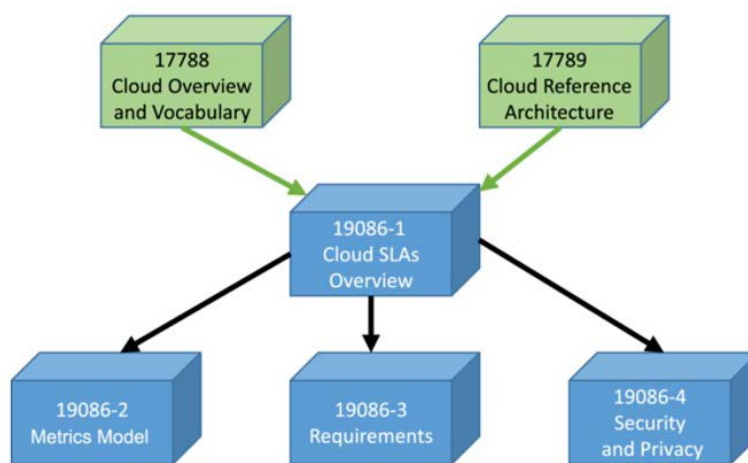 17788
Cloud Overview
and Vocabulary
17789
Cloud Reference
Architecture
19086-1
Cloud SLAs
Overview
19086-2
Metrics Model
19086-3
Requirements
19086-4
Security
and Privacy